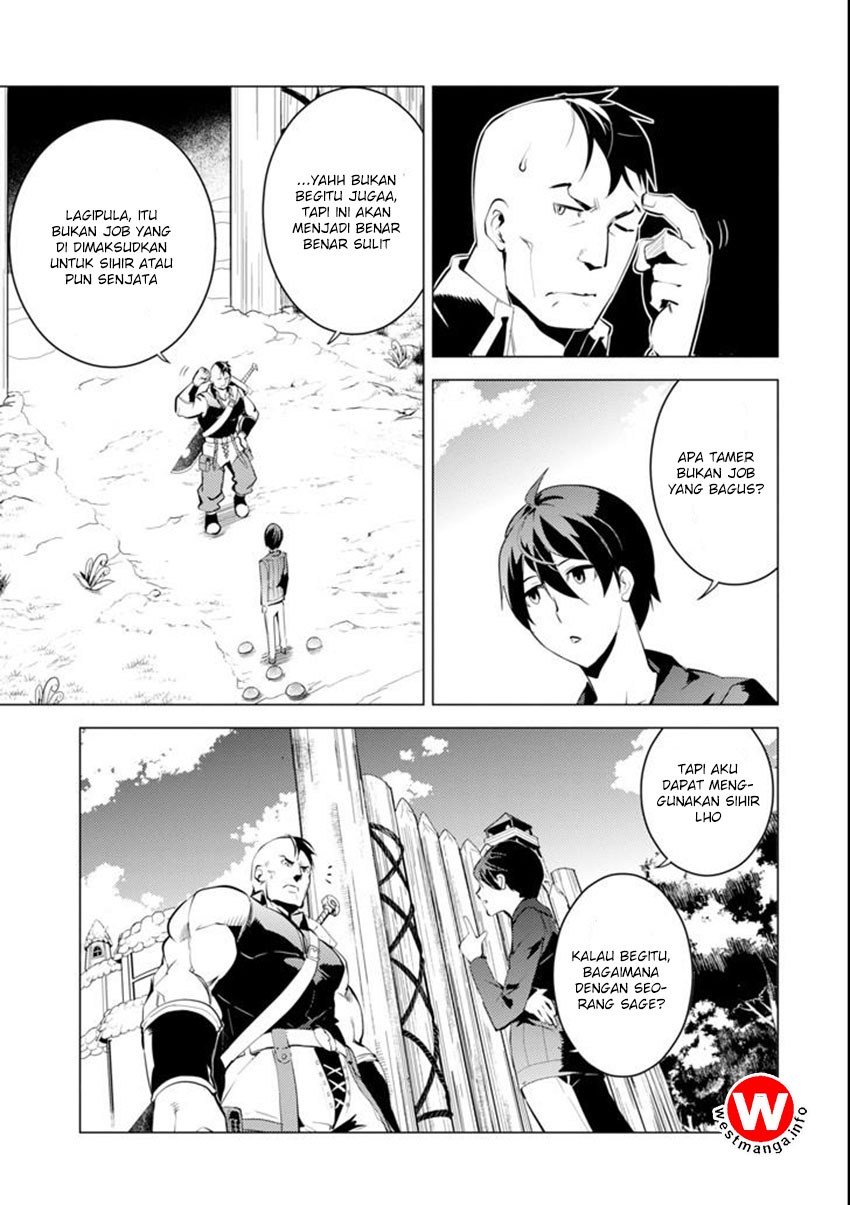 APA TAMER
BUKAN JOB
YANG BAGUS?
...YAHH BUKAN
BEGITU JUGAA,
TAPI INI AKAN
MENJADI BENAR
BENAR SULIT
LAGIPULA, ITU
BUKAN JOB YANG
DI DIMAKSUDKAN
UNTUK SIHIR ATAU
PUN SENJATA
TAPI AKU
DAPAT MENG-
GUNAKAN SIHIR
LHO
KALAU BEGITU,
BAGAIMANA
DENGAN SEO-
RANG SAGE?
W
westmanga.info